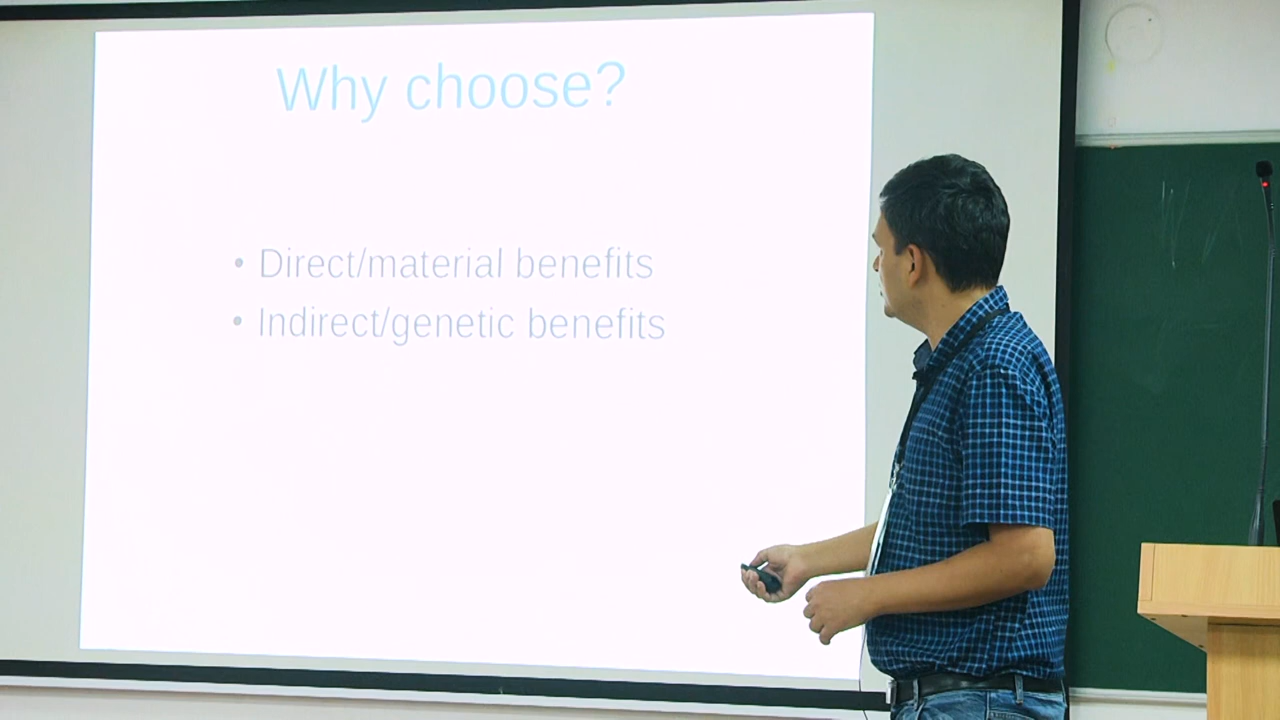 Why choose?
• Direct/material benefits
• Indirect/genetic benefits